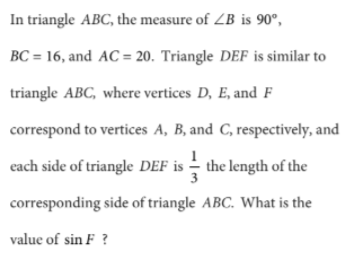 In triangle ABC, the measure of ∠B is 90°,
BC = 16, and AC = 20. Triangle DEF is similar to
triangle ABC, where vertices D, E, and F
correspond to vertices A, B, and C, respectively, and
each side of triangle DEF is 1/3 the length of the
corresponding side of triangle ABC. What is the
value of sin F ?